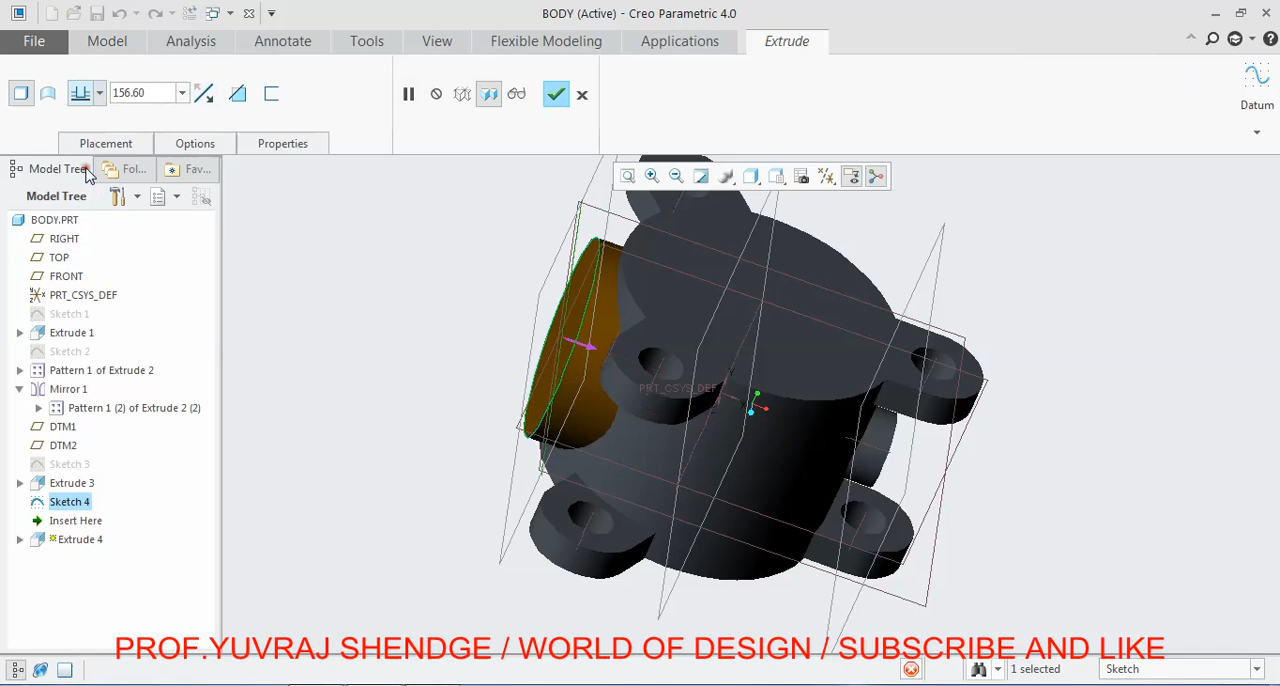 BODY (Active) - Creo Parametric 4.0
File Model Analysis Annotate Tools View Flexible Modeling Applications Extrude
156.60
Datum
Placement Options Properties
Model Tree Fol... Fav...
Model Tree
BODY.PRT
RIGHT
TOP
FRONT
PRT_CSYS_DEF
Sketch 1
Extrude 1
Sketch 2
Pattern 1 of Extrude 2
Mirror 1
Pattern 1 (2) of Extrude 2 (2)
DTM1
DTM2
Sketch 3
Extrude 3
Sketch 4
Insert Here
Extrude 4
PRT_CSYS_DEF
PROF.YUVRAJ SHENDGE / WORLD OF DESIGN / SUBSCRIBE AND LIKE
1 selected Sketch